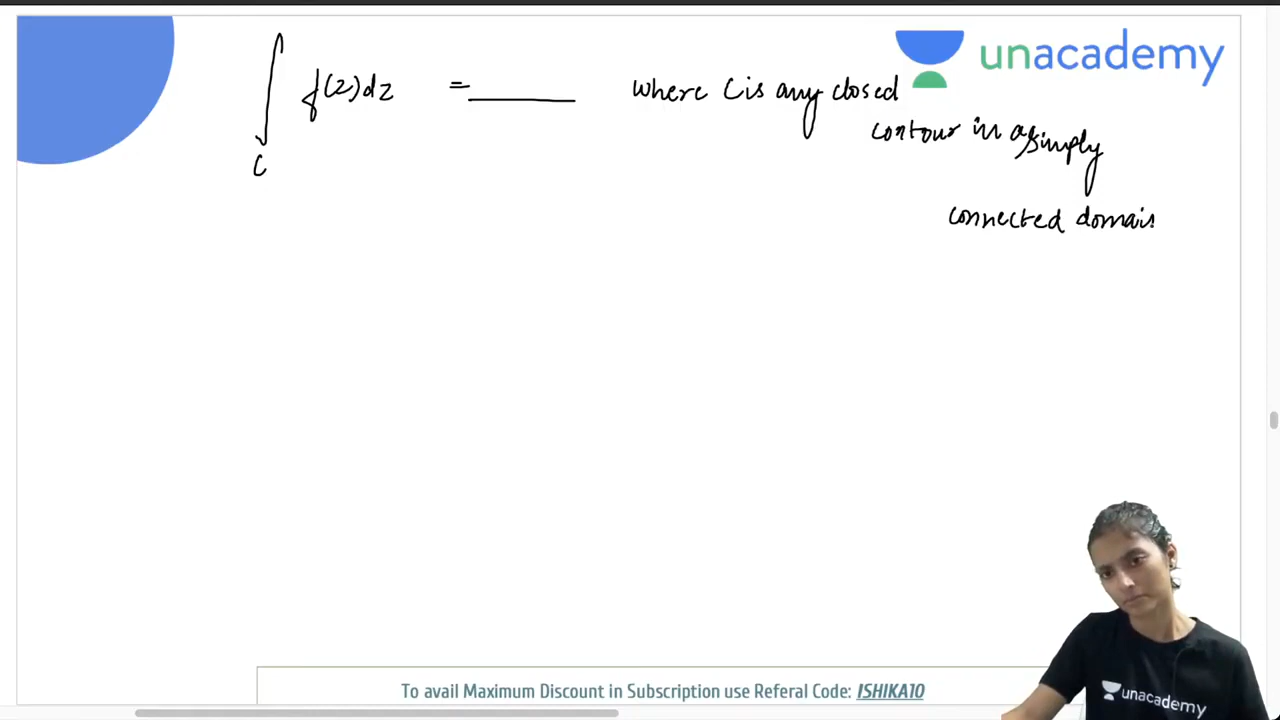 ∫_C f(z)dz = ______ where C is any closed
contour in a simply
connected domain
unacademy
To avail Maximum Discount in Subscription use Referal Code: ISHIKA10
unacademy